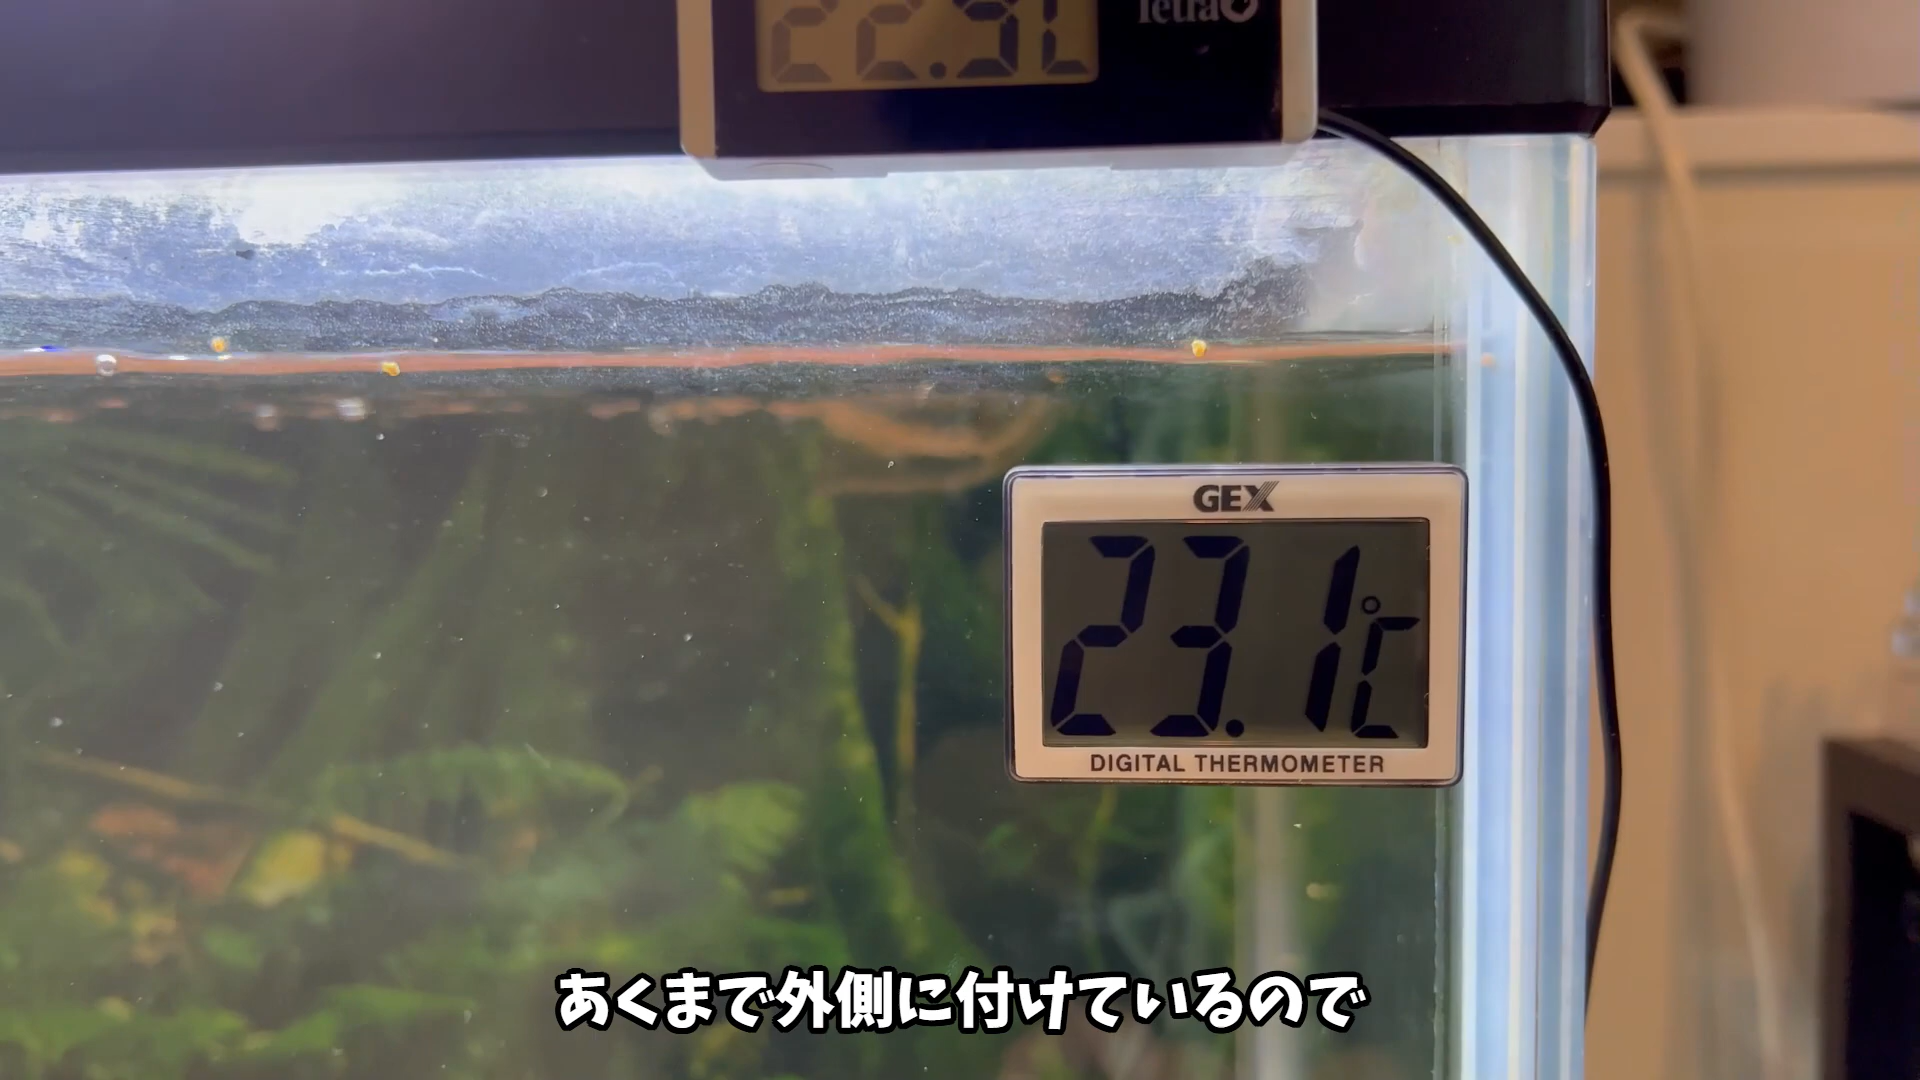 22.9
Tetra
GEX
23.1℃
DIGITAL THERMOMETER
あくまで外側に付けているので